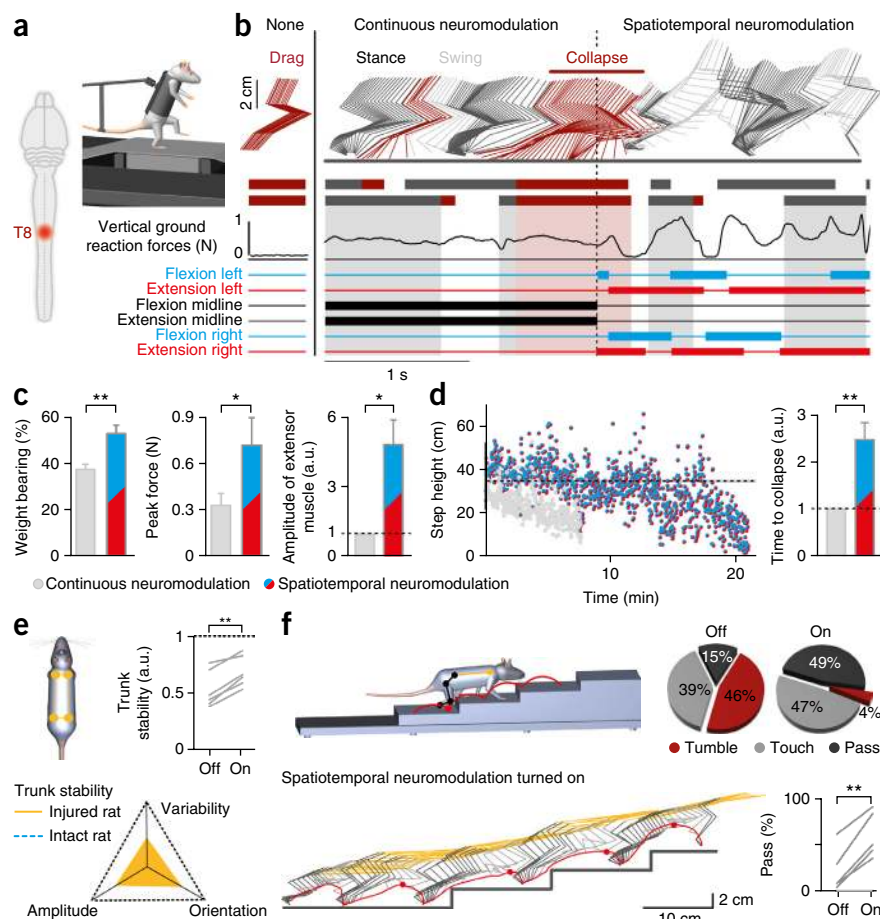 a
T8
b
None
Continuous neuromodulation
Spatiotemporal neuromodulation
Drag
Stance
Swing
Collapse
2 cm
Vertical ground
reaction forces (N)
1
0
Flexion left
Extension left
Flexion midline
Extension midline
Flexion right
Extension right
1 s
c
Weight bearing (%)
60
40
20
0
**
Peak force (N)
0.9
0.6
0.3
0
*
Amplitude of extensor
muscle (a.u.)
6
4
2
1
0
*
Continuous neuromodulation
Spatiotemporal neuromodulation
d
Step height (cm)
60
40
20
0
10
20
Time (min)
Time to collapse (a.u.)
3
2
1
0
**
e
Trunk
stability (a.u.)
1
0.5
0
**
Off
On
Trunk stability
Injured rat
Intact rat
Variability
Amplitude
Orientation
f
Off
15%
39%
46%
On
49%
47%
4%
Tumble
Touch
Pass
Spatiotemporal neuromodulation turned on
2 cm
10 cm
Pass (%)
100
0
**
Off
On